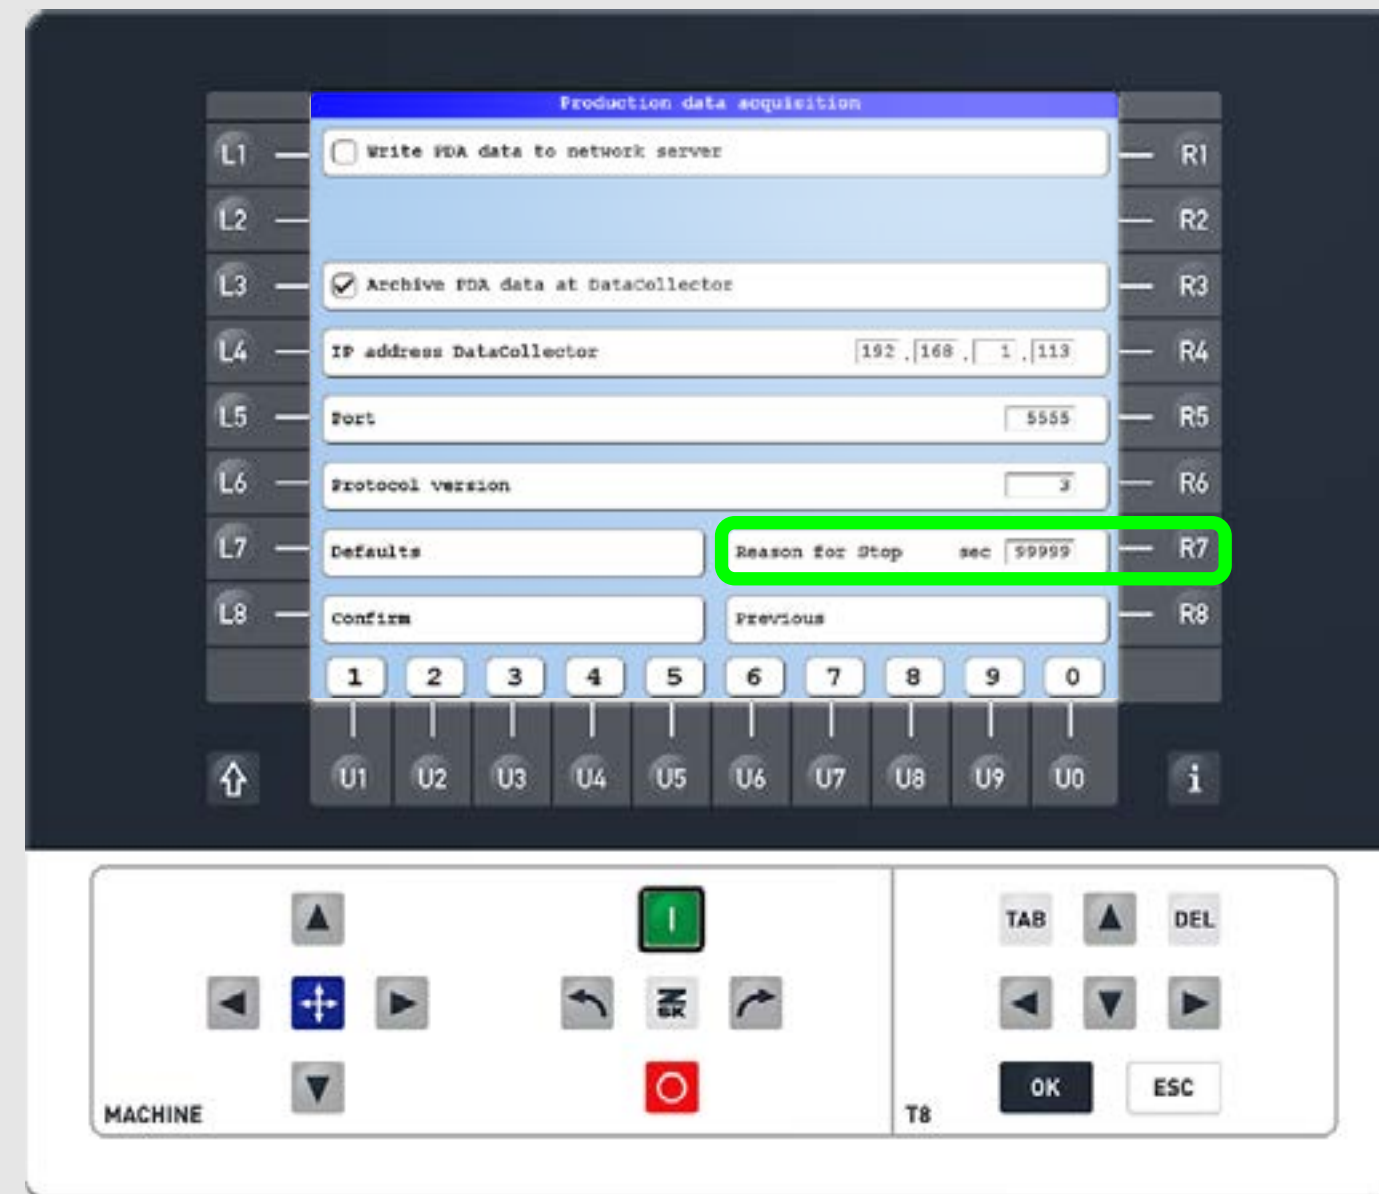 Production data acquisition
L1 Write PDA data to network server R1
L2 R2
L3 Archive PDA data at DataCollector R3
L4 IP address DataCollector 192 . 168 . 1 . 113 R4
L5 Port 5555 R5
L6 Protocol version 3 R6
L7 Defaults Reason for Stop sec 99999 R7
L8 Confirm Previous R8
1 2 3 4 5 6 7 8 9 0
U1 U2 U3 U4 U5 U6 U7 U8 U9 U0 i
I
TAB DEL
ZSK
OK ESC
MACHINE T8